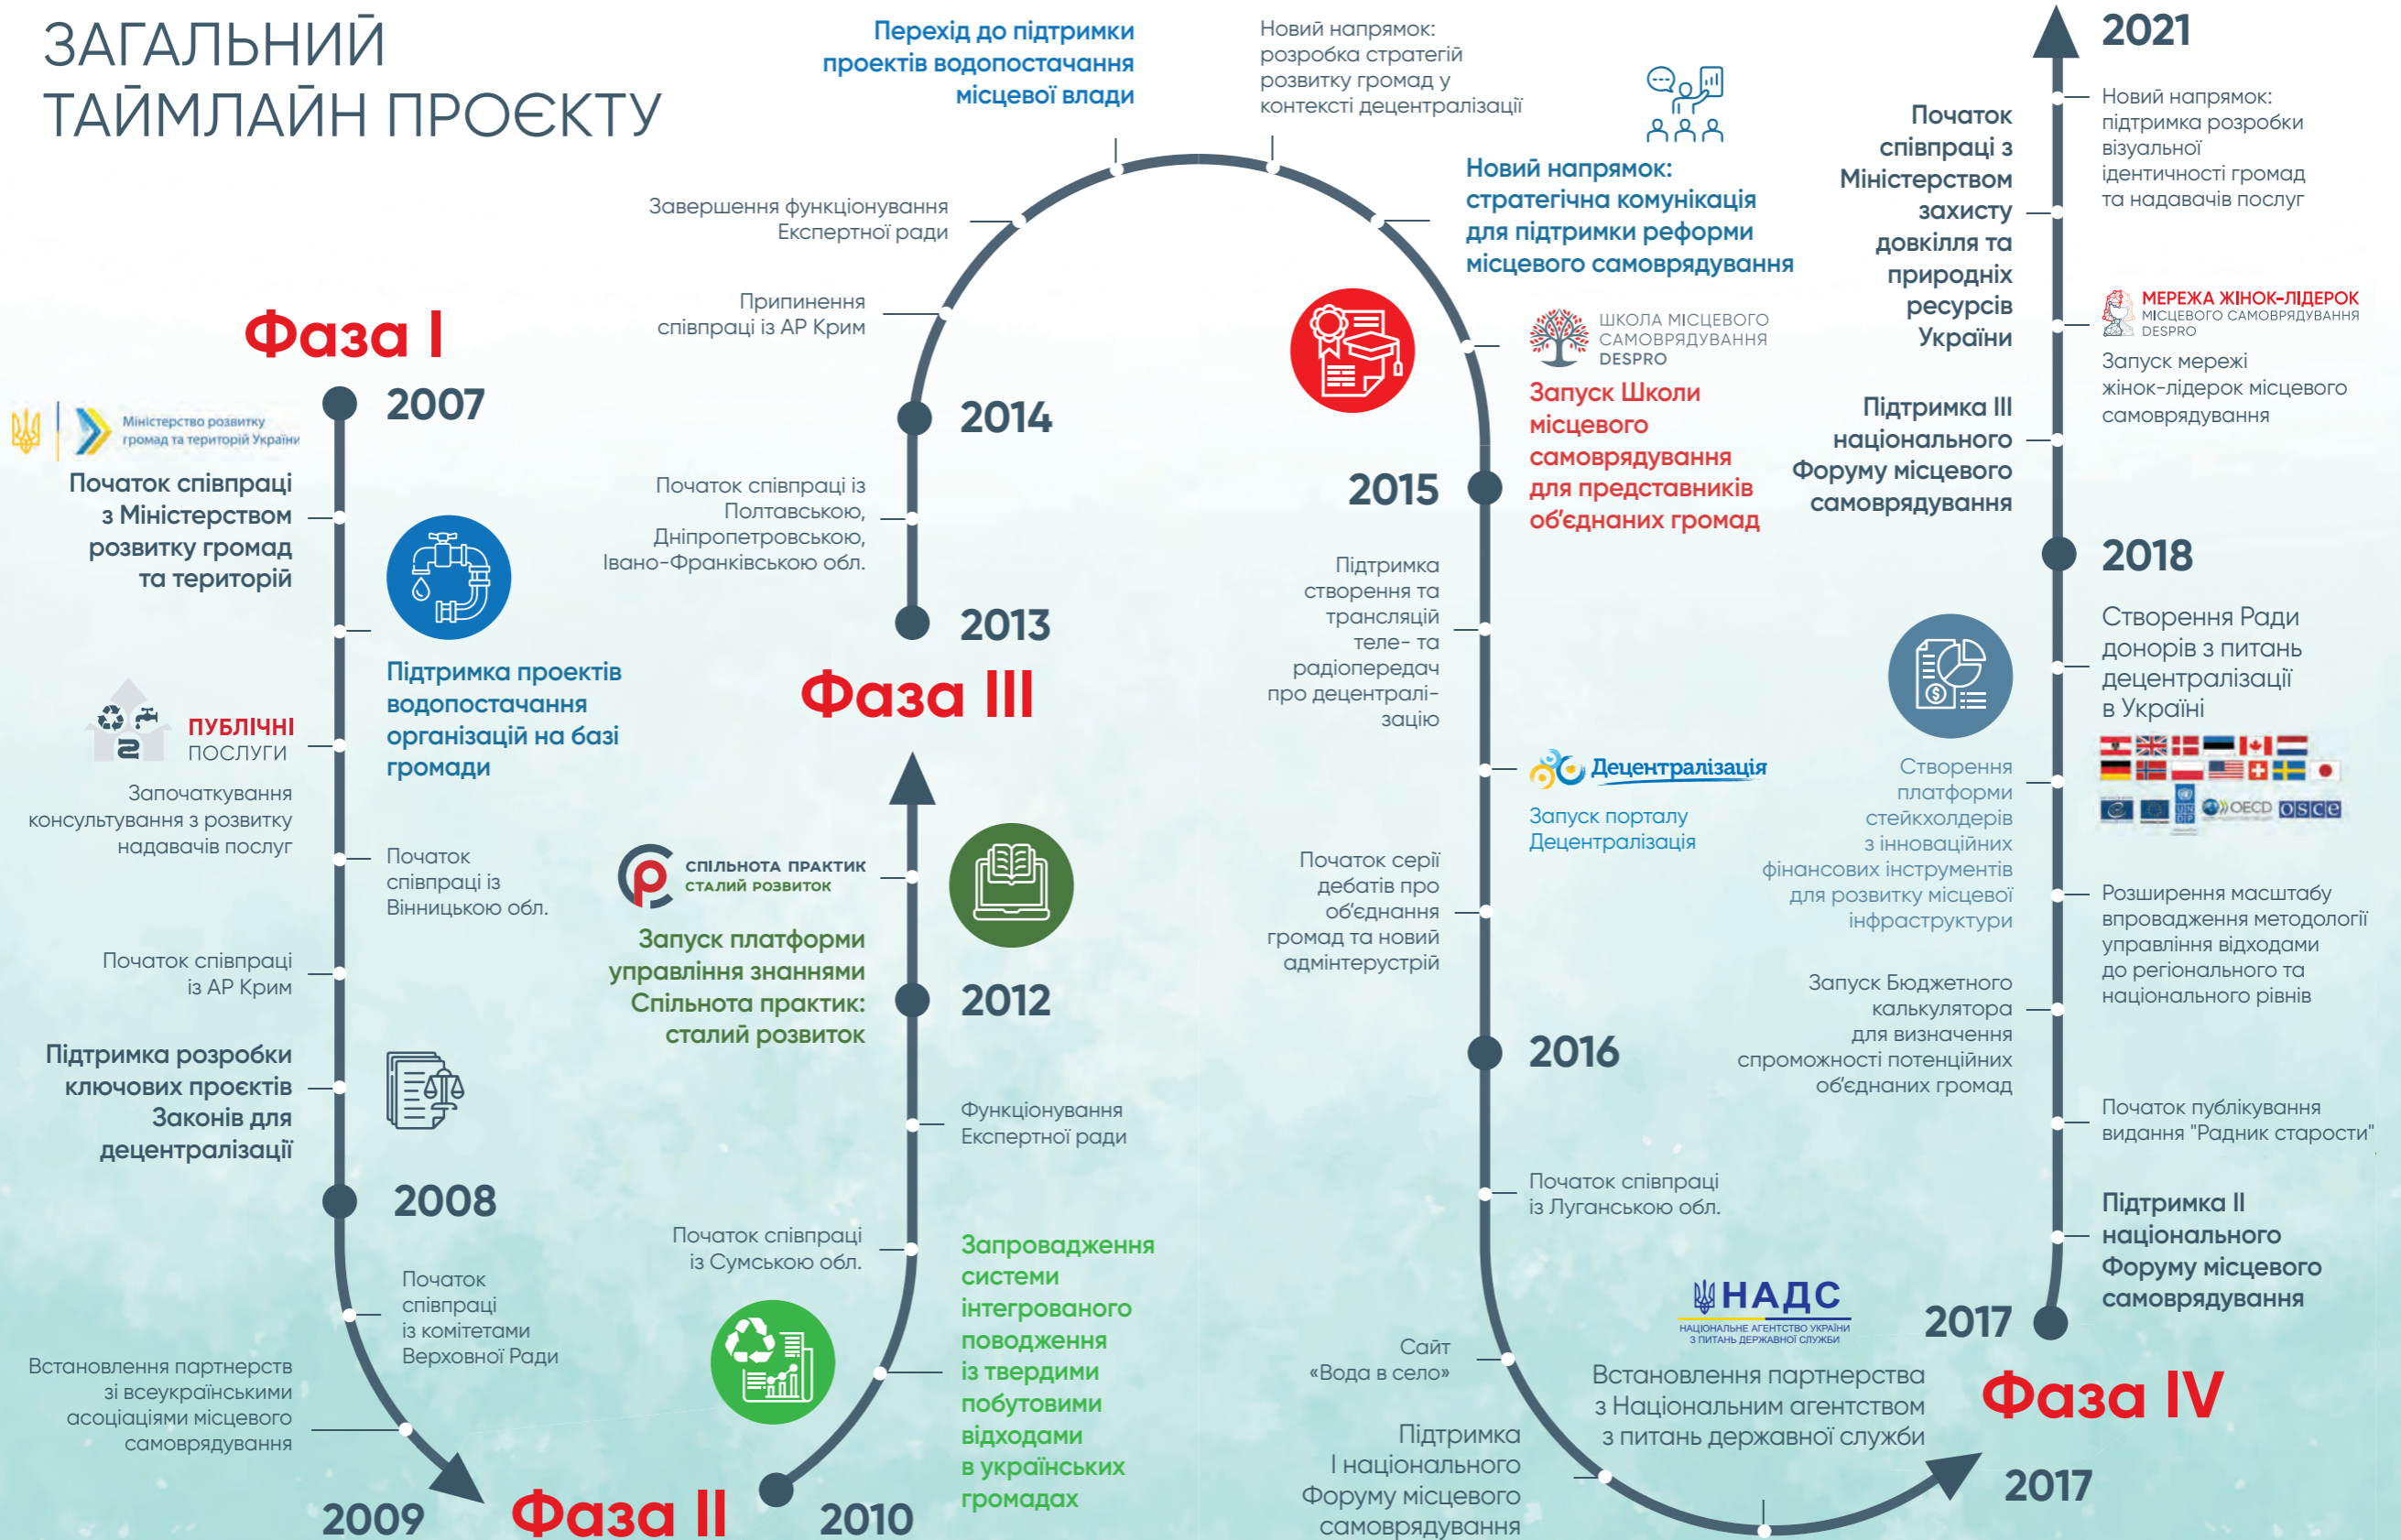 ЗАГАЛЬНИЙ
ТАЙМЛАЙН ПРОЄКТУ
Фаза I
2007
Міністерство розвитку
громад та територій України
Початок співпраці
з Міністерством
розвитку громад
та територій
Підтримка проектів
водопостачання
організацій на базі
громади
ПУБЛІЧНІ
ПОСЛУГИ
Започаткування
консультування з розвитку
надавачів послуг
Початок
співпраці із
Вінницькою обл.
Початок співпраці
із АР Крим
Підтримка розробки
ключових проєктів
Законів для
децентралізації
2008
Початок
співпраці
із комітетами
Верховної Ради
Встановлення партнерств
зі всеукраїнськими
асоціаціями місцевого
самоврядування
2009
Фаза II
2010
Запровадження
системи
інтегрованого
поводження
із твердими
побутовими
відходами
в українських
громадах
Початок співпраці
із Сумською обл.
Функціонування
Експертної ради
2012
СПІЛЬНОТА ПРАКТИК
СТАЛИЙ РОЗВИТОК
Запуск платформи
управління знаннями
Спільнота практик:
сталий розвиток
Фаза III
2013
Початок співпраці із
Полтавською,
Дніпропетровською,
Івано-Франківською обл.
2014
Припинення
співпраці із АР Крим
Завершення функціонування
Експертної ради
Перехід до підтримки
проектів водопостачання
місцевої влади
Новий напрямок:
розробка стратегій
розвитку громад у
контексті децентралізації
Новий напрямок:
стратегічна комунікація
для підтримки реформи
місцевого самоврядування
ШКОЛА МІСЦЕВОГО
САМОВРЯДУВАННЯ
DESPRO
Запуск Школи
місцевого
самоврядування
для представників
об'єднаних громад
2015
Підтримка
створення та
трансляцій
теле- та
радіопередач
про децентралі-
зацію
Децентралізація
Запуск порталу
Децентралізація
Початок серії
дебатів про
об'єднання
громад та новий
адмінтерустрій
2016
Початок співпраці
із Луганською обл.
Сайт
«Вода в село»
Підтримка
І національного
Форуму місцевого
самоврядування
НАДС
НАЦІОНАЛЬНЕ АГЕНТСТВО УКРАЇНИ
З ПИТАНЬ ДЕРЖАВНОЇ СЛУЖБИ
Встановлення партнерства
з Національним агентством
з питань державної служби
2017
Фаза IV
2017
Підтримка II
національного
Форуму місцевого
самоврядування
Початок публікування
видання "Радник старости"
Запуск Бюджетного
калькулятора
для визначення
спроможності потенційних
об'єднаних громад
Розширення масштабу
впровадження методології
управління відходами
до регіонального та
національного рівнів
Створення
платформи
стейкхолдерів
з інноваційних
фінансових інструментів
для розвитку місцевої
інфраструктури
Створення Ради
донорів з питань
децентралізації
в Україні
UNDP
OECD
OSCE
2018
Підтримка III
національного
Форуму місцевого
самоврядування
МЕРЕЖА ЖІНОК-ЛІДЕРОК
МІСЦЕВОГО САМОВРЯДУВАННЯ
DESPRO
Запуск мережі
жінок-лідерок місцевого
самоврядування
Початок
співпраці з
Міністерством
захисту
довкілля та
природніх
ресурсів
України
Новий напрямок:
підтримка розробки
візуальної
ідентичності громад
та надавачів послуг
2021